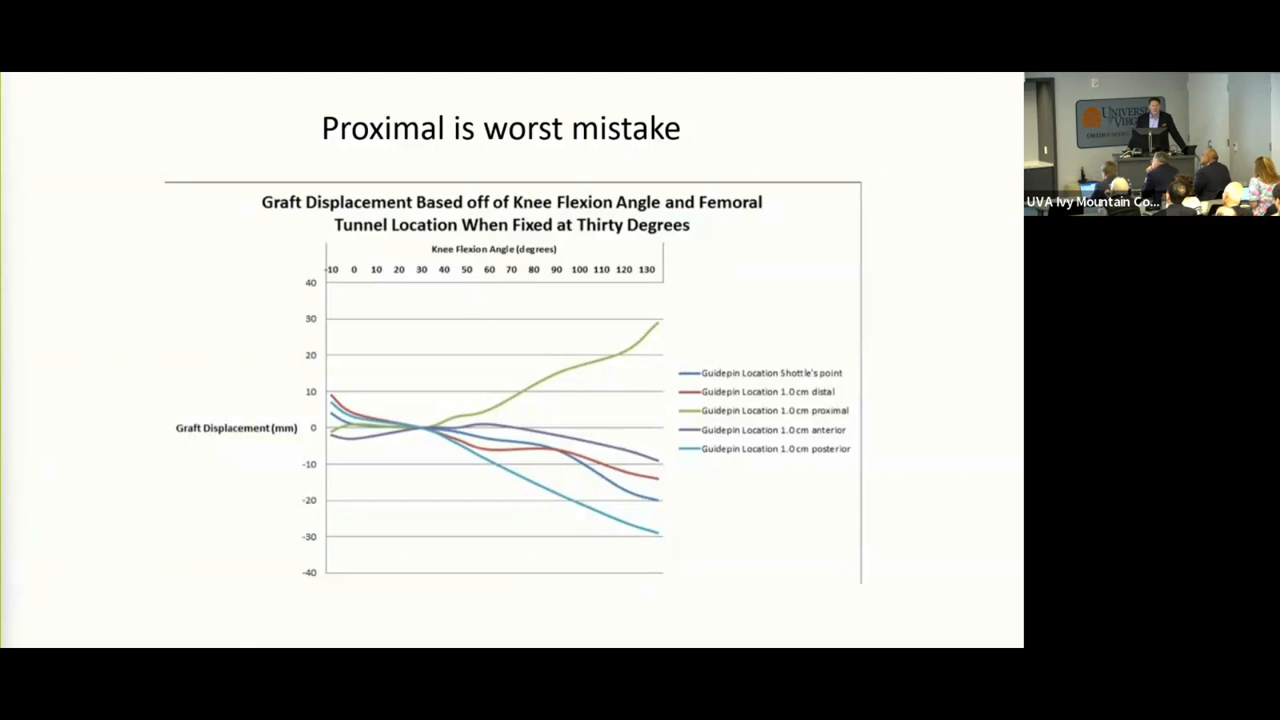 Proximal is worst mistake
Graft Displacement Based off of Knee Flexion Angle and Femoral
Tunnel Location When Fixed at Thirty Degrees
Knee Flexion Angle (degrees)
-10 0 10 20 30 40 50 60 70 80 90 100 110 120 130
40
30
20
10
Graft Displacement (mm) 0
-10
-20
-30
-40
Guidepin Location Shottle's point
Guidepin Location 1.0 cm distal
Guidepin Location 1.0 cm proximal
Guidepin Location 1.0 cm anterior
Guidepin Location 1.0 cm posterior
UVA Ivy Mountain Co...